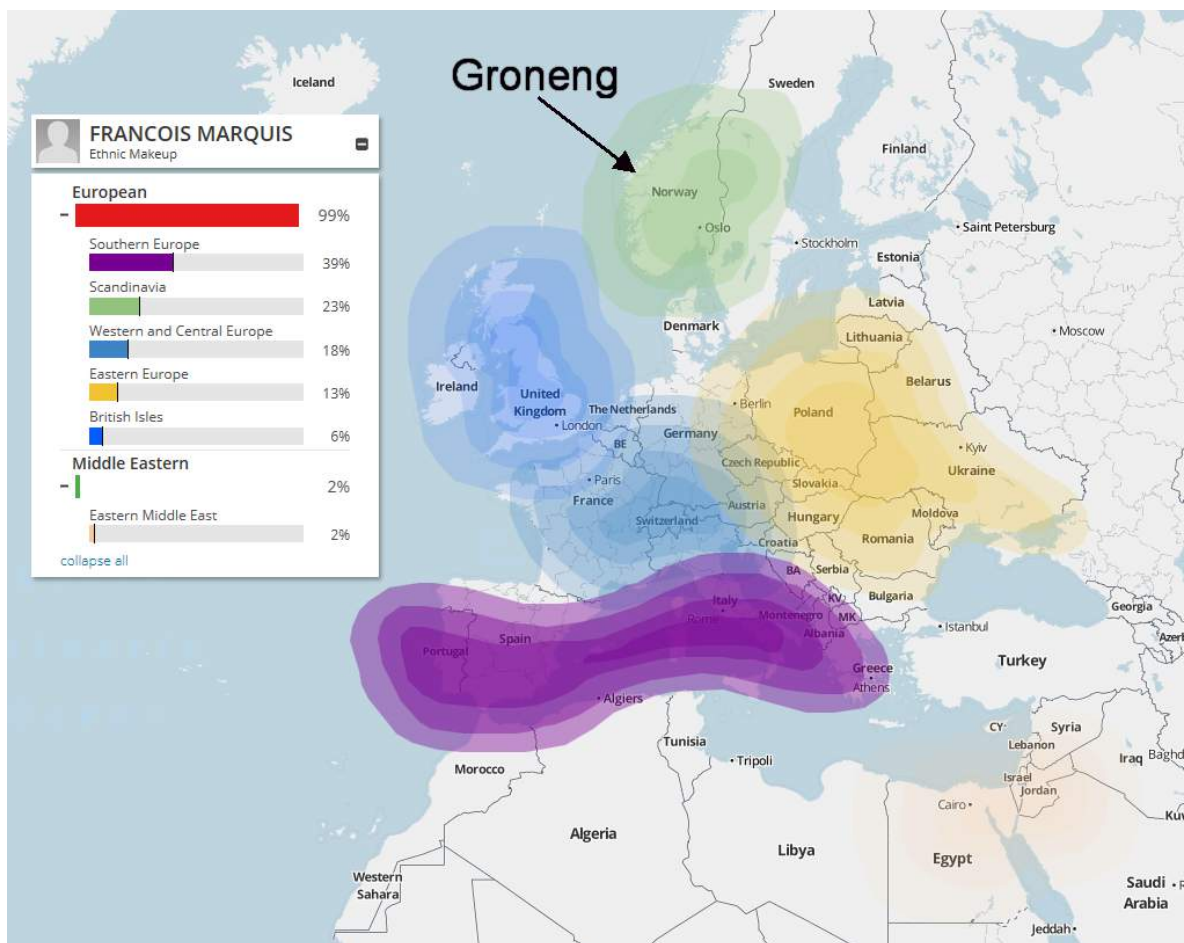 Groneng
Iceland
Sweden
Finland
FRANCOIS MARQUIS
Ethnic Makeup
European
99%
Southern Europe
39%
Scandinavia
23%
Western and Central Europe
18%
Eastern Europe
13%
British Isles
6%
Middle Eastern
2%
Eastern Middle East
2%
collapse all
Norway
Oslo
Saint Petersburg
Stockholm
Estonia
Latvia
Denmark
Moscow
Lithuania
Ireland
Belarus
United
Kingdom
The Netherlands
Berlin
Poland
London
BE
Germany
Kyiv
Czech Republic
Ukraine
Paris
Slovakia
France
Austria
Moldova
Switzerland
Hungary
Croatia
Romania
BA
Serbia
Bulgaria
KV
Italy
Rome
Montenegro
MK
Georgia
Istanbul
Spain
Albania
Portugal
Greece
Turkey
Athens
Algiers
CY
Syria
Tunisia
Lebanon
Tripoli
Iraq
Morocco
Israel
Jordan
Cairo
Algeria
Libya
Egypt
Western
Sahara
Saudi
Arabia
Jeddah